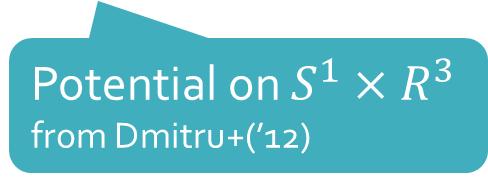 Potential on 𝑆¹ × 𝑅³
from Dmitru+('12)